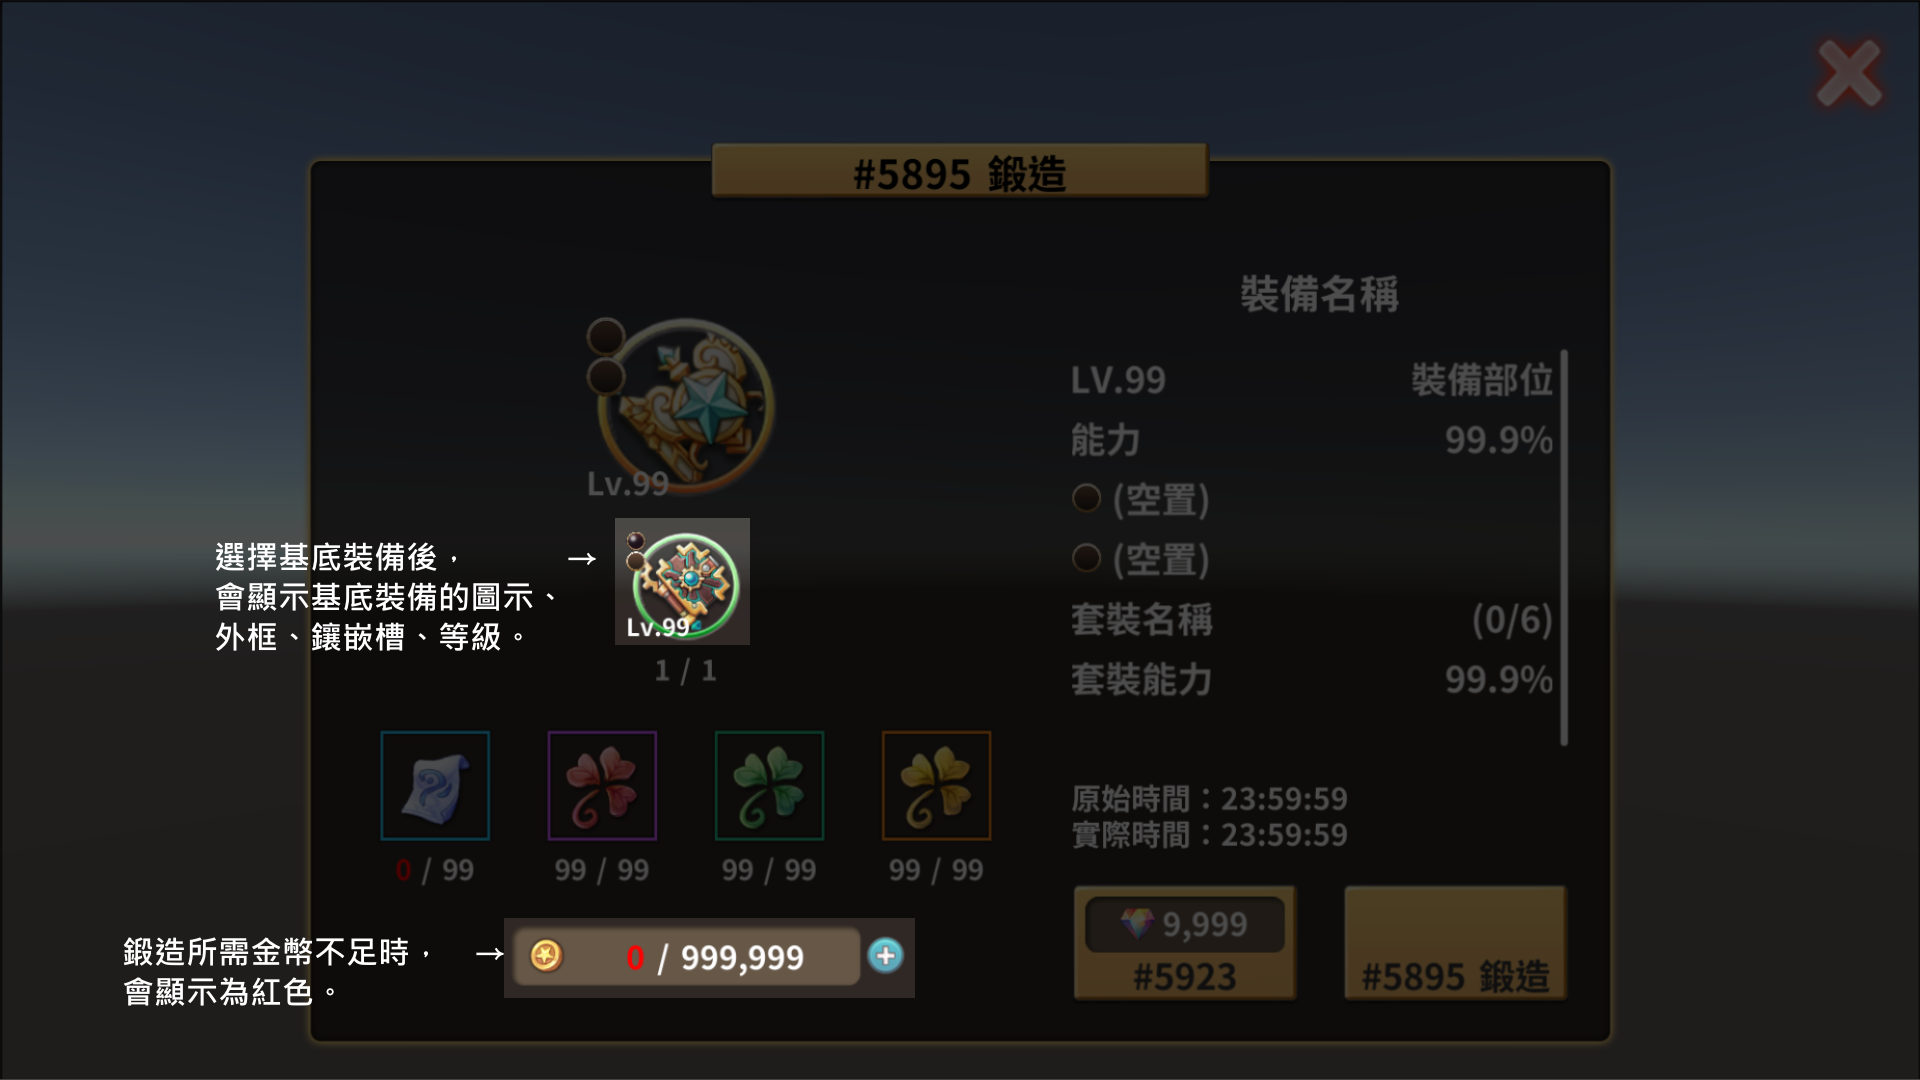 #5895 鍛造
裝備名稱
Lv.99
LV.99 裝備部位
能力 99.9%
(空置)
(空置)
套裝名稱 (0/6)
套裝能力 99.9%
選擇基底裝備後， →
會顯示基底裝備的圖示、
外框、鑲嵌槽、等級。
Lv.99
1 / 1
0 / 99
99 / 99
99 / 99
99 / 99
原始時間：23:59:59
實際時間：23:59:59
鍛造所需金幣不足時， →
會顯示為紅色。
0 / 999,999
9,999
#5923
#5895 鍛造